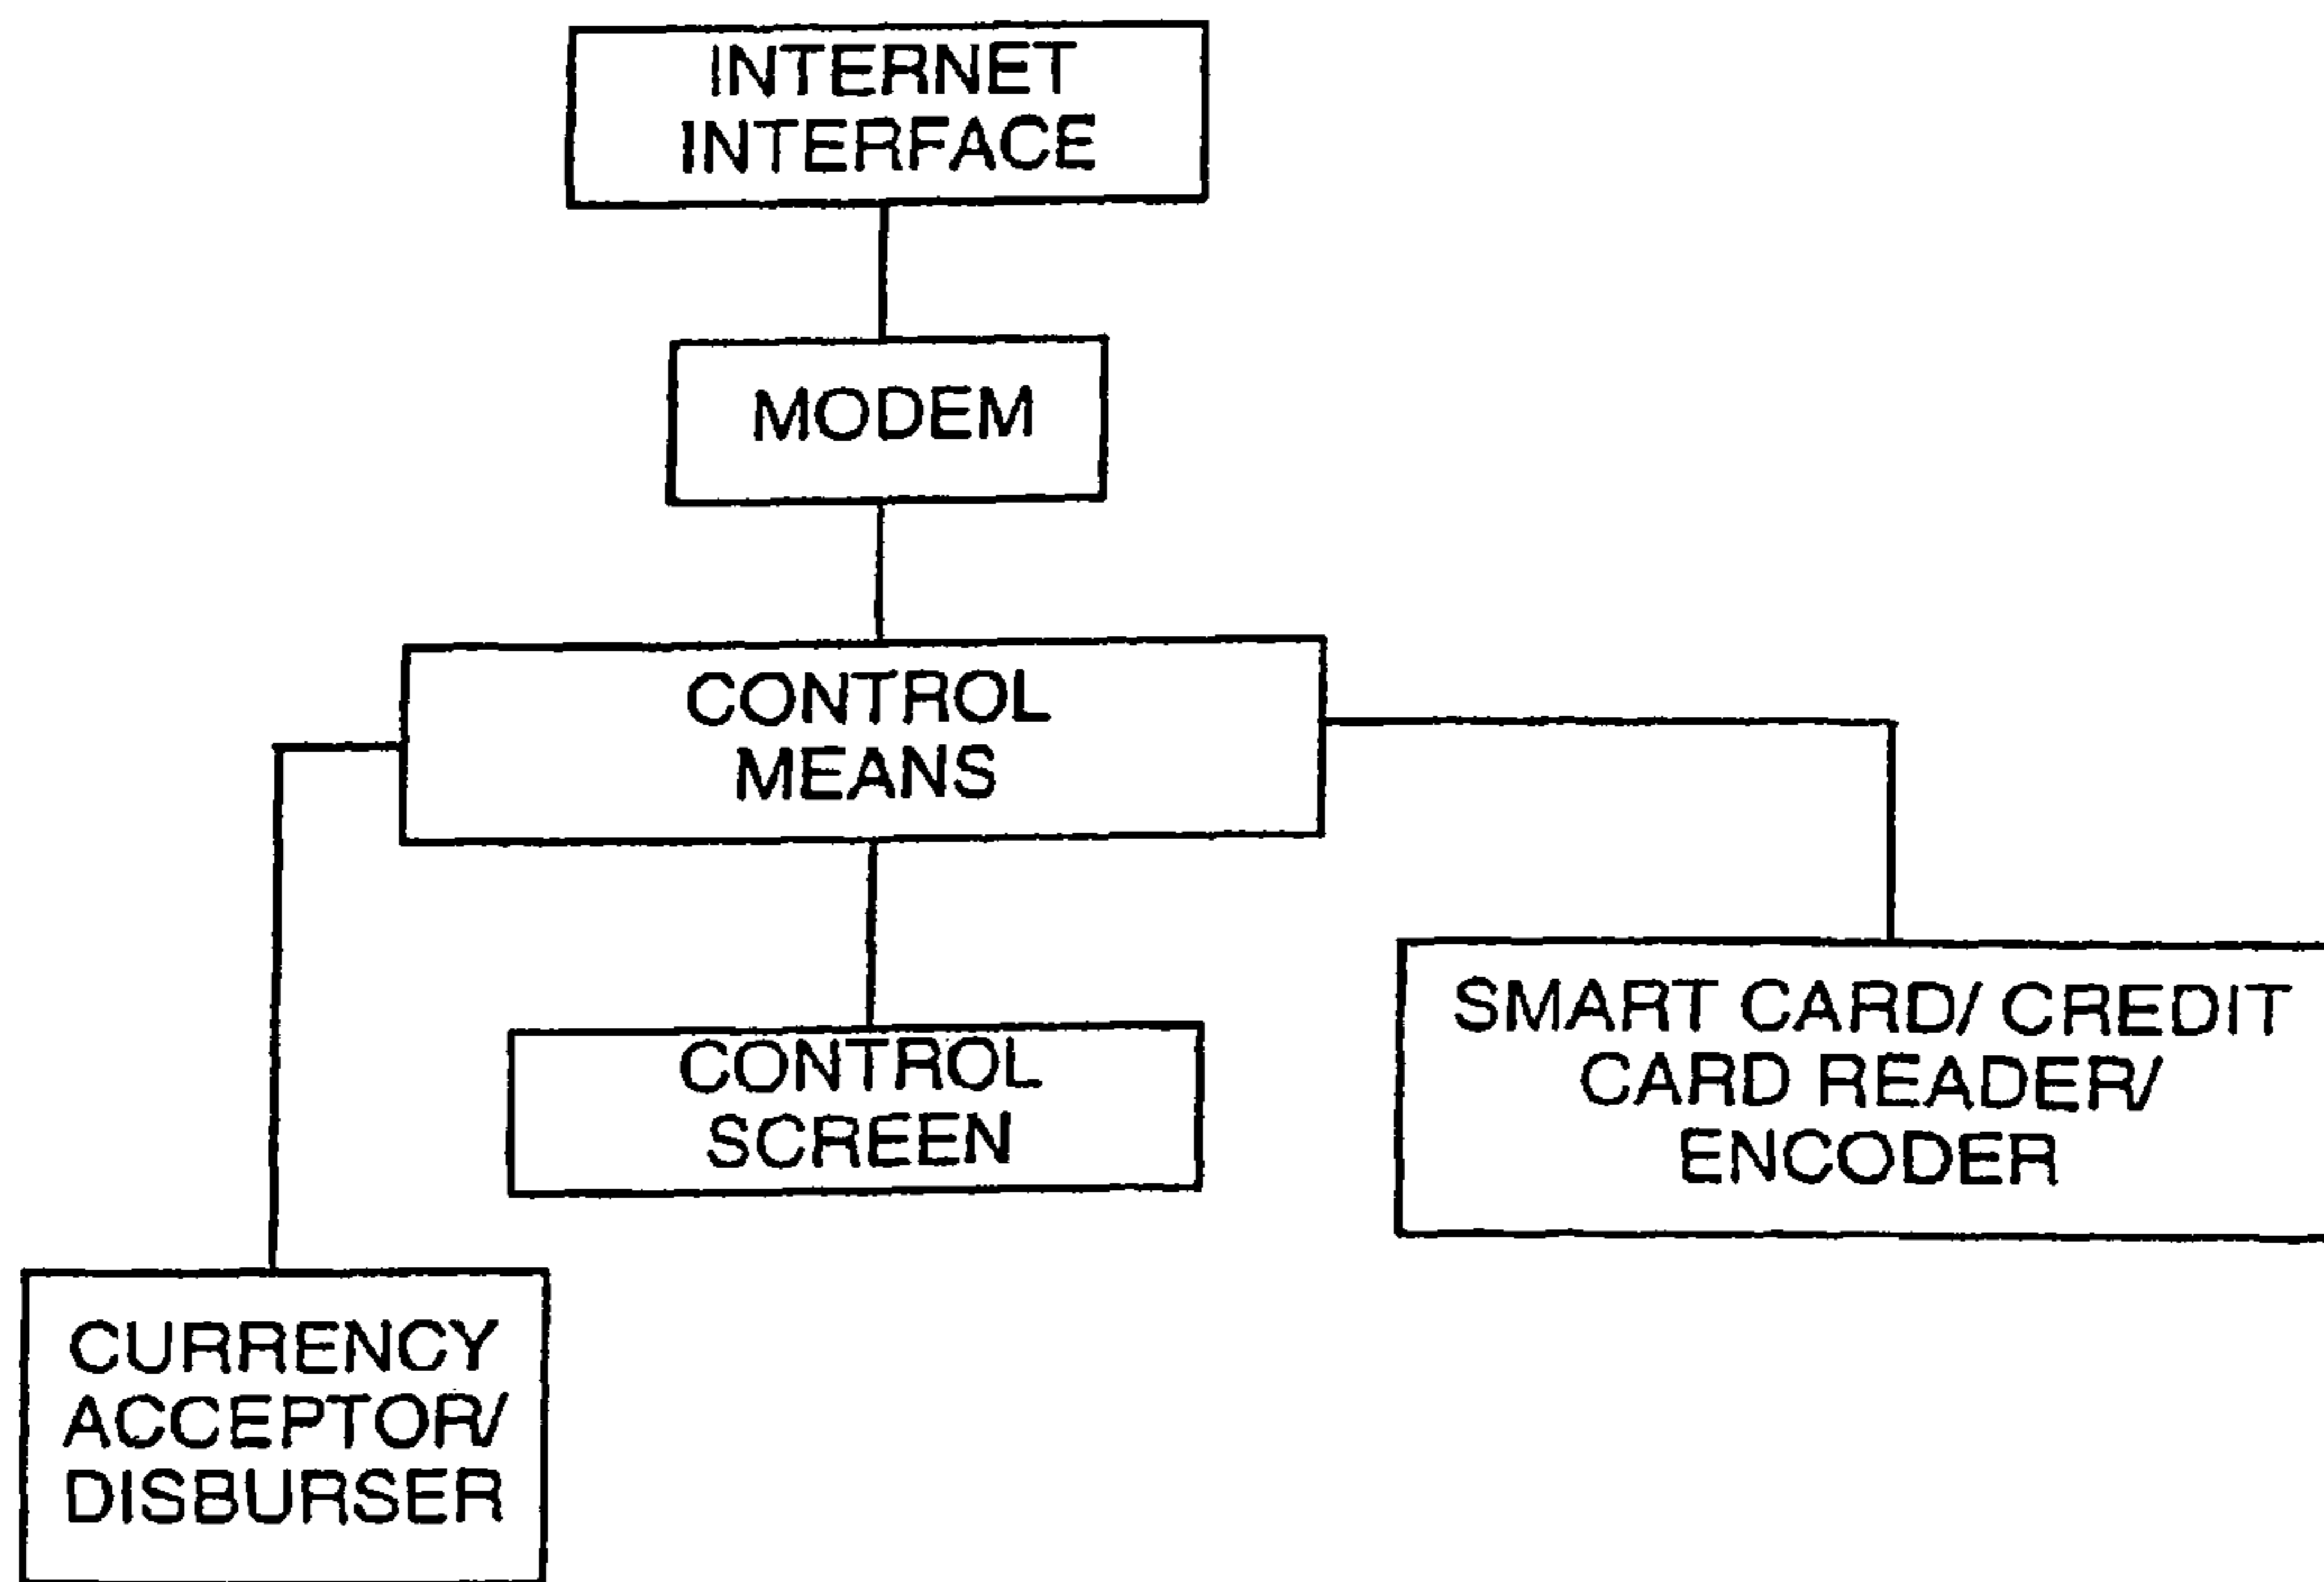 INTERNET
INTERFACE
MODEM
CONTROL
MEANS
CONTROL
SCREEN
SMART CARD/ CREDIT
CARD READER/
ENCODER
CURRENCY
ACCEPTOR/
DISBURSER